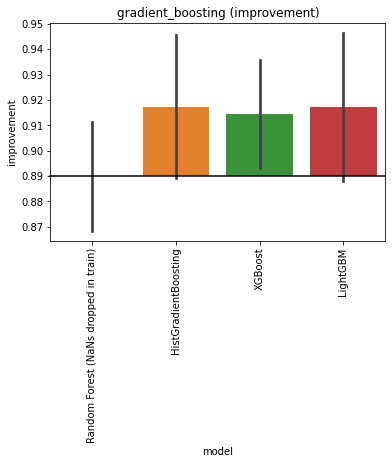 gradient_boosting (improvement)
0.95
0.94
0.93
0.92
0.91
0.90
0.89
0.88
0.87
improvement
Random Forest (NaNs dropped in train)
HistGradientBoosting
XGBoost
LightGBM
model